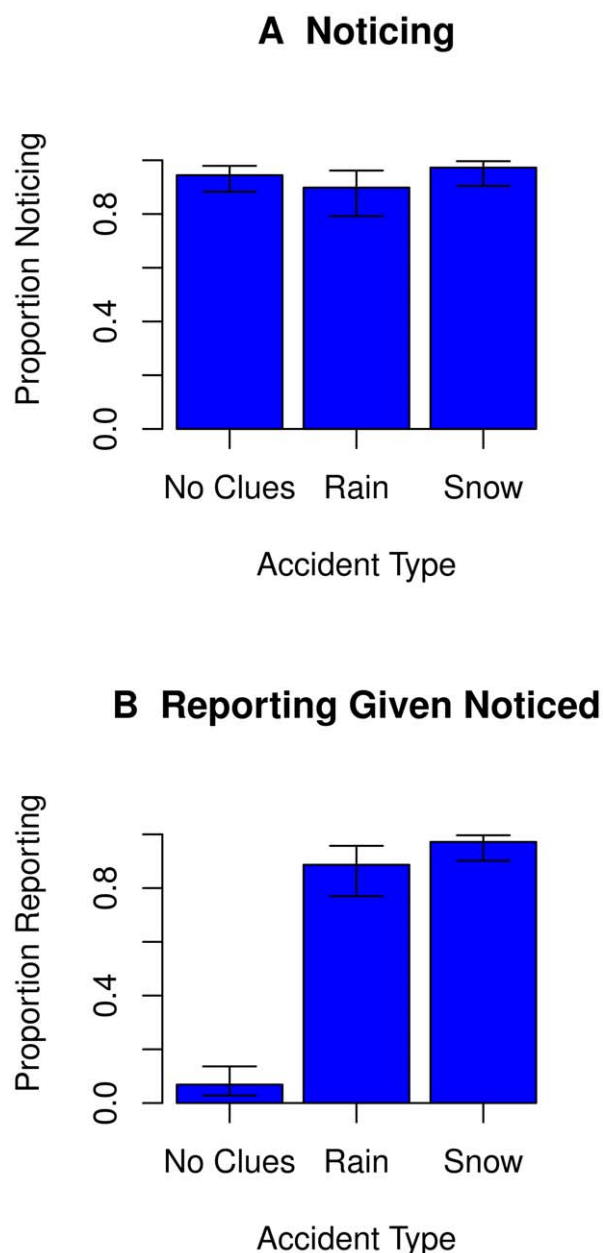 A  Noticing
Proportion Noticing
0.8
0.4
0.0
No Clues Rain Snow
Accident Type
B  Reporting Given Noticed
Proportion Reporting
0.8
0.4
0.0
No Clues Rain Snow
Accident Type